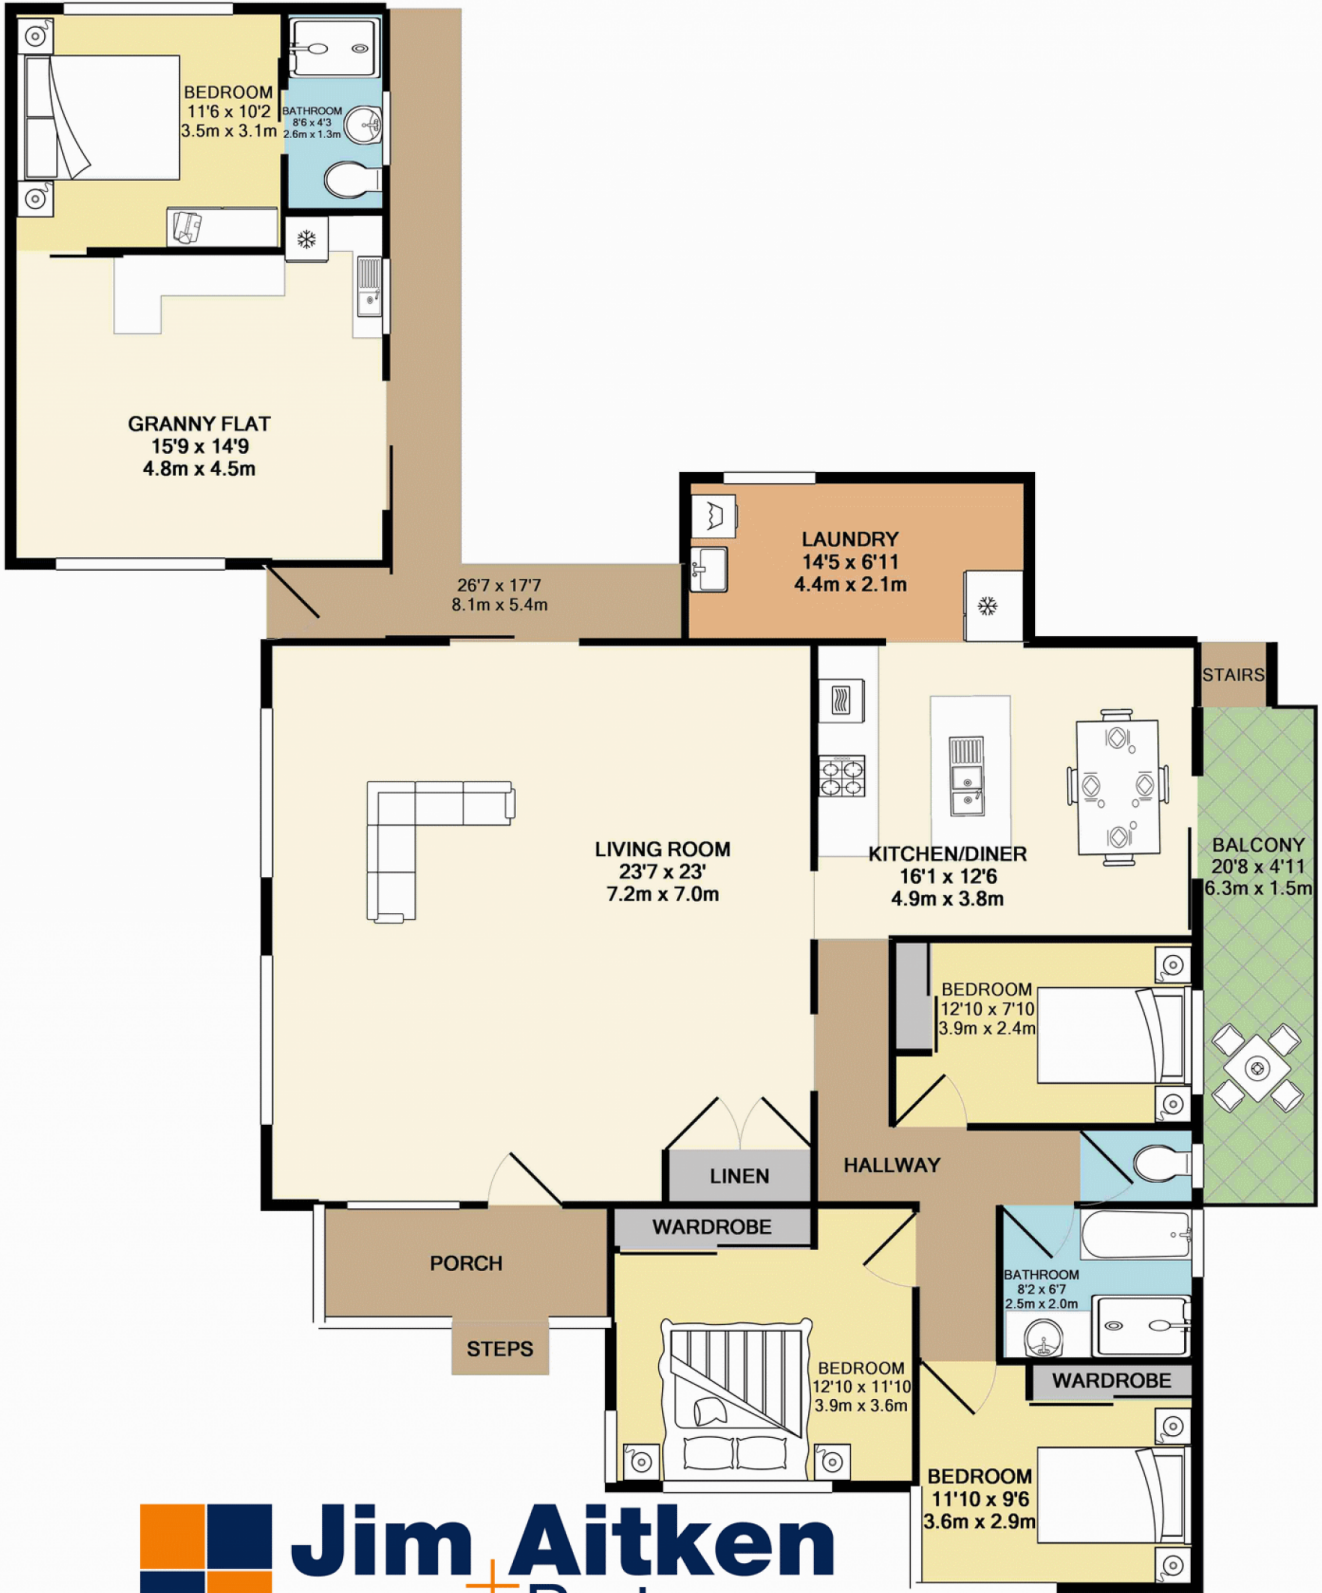 BEDROOM
11'6 x 10'2
3.5m x 3.1m
BATHROOM
8'6 x 4'3
2.6m x 1.3m
GRANNY FLAT
15'9 x 14'9
4.8m x 4.5m
26'7 x 17'7
8.1m x 5.4m
LAUNDRY
14'5 x 6'11
4.4m x 2.1m
STAIRS
LIVING ROOM
23'7 x 23'
7.2m x 7.0m
KITCHEN/DINER
16'1 x 12'6
4.9m x 3.8m
BALCONY
20'8 x 4'11
6.3m x 1.5m
BEDROOM
12'10 x 7'10
3.9m x 2.4m
HALLWAY
LINEN
WARDROBE
PORCH
STEPS
BATHROOM
8'2 x 6'7
2.5m x 2.0m
BEDROOM
12'10 x 11'10
3.9m x 3.6m
WARDROBE
BEDROOM
11'10 x 9'6
3.6m x 2.9m
Jim Aitken